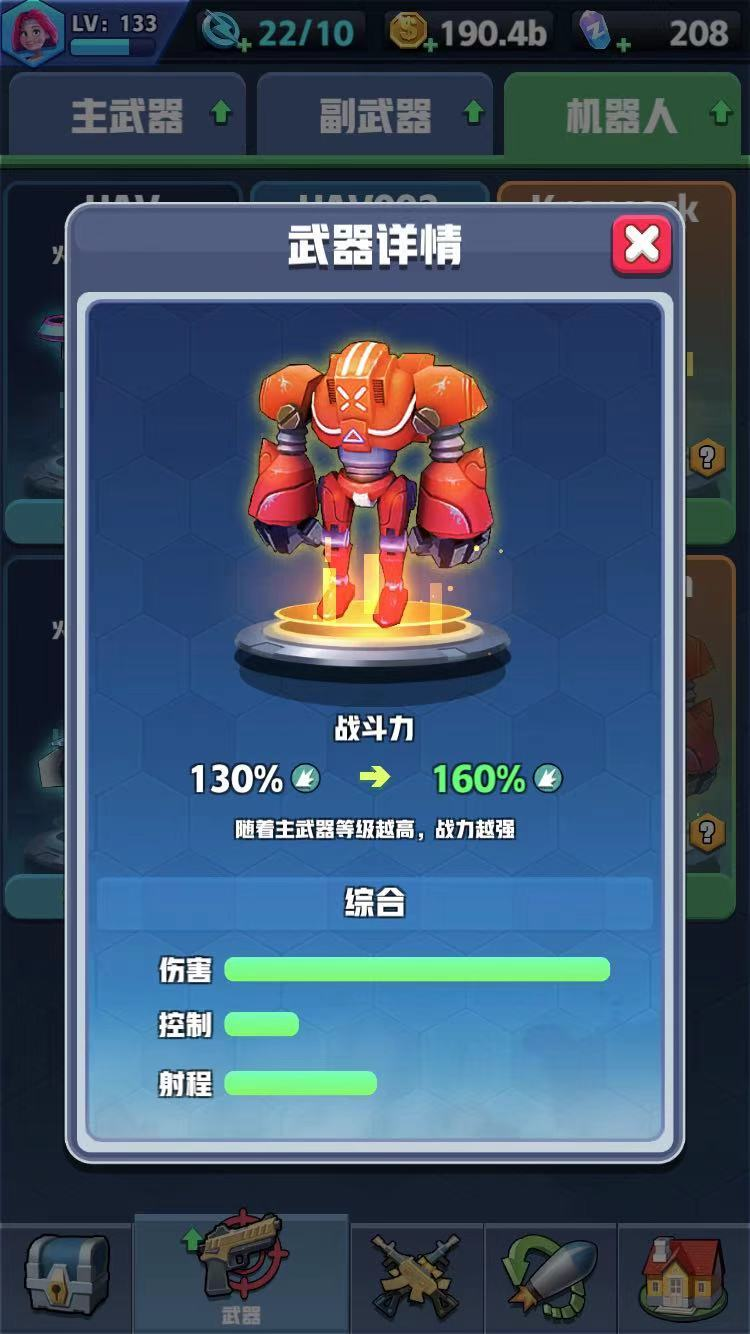 LV: 133
22/10
190.4b
208
主武器
副武器
机器人
武器详情
战斗力
130%
160%
随着主武器等级越高，战力越强
综合
伤害
控制
射程
武器